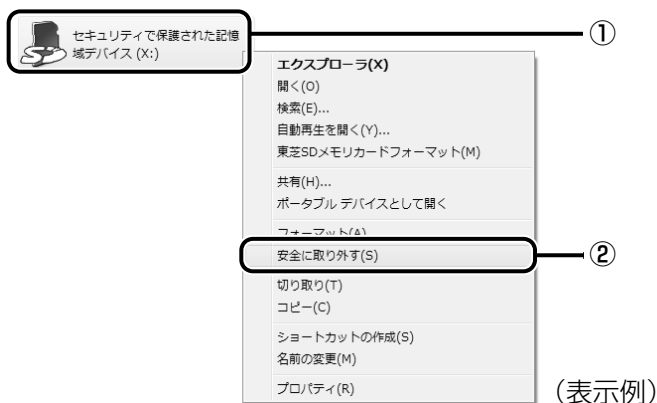 セキュリティで保護された記憶
域デバイス (X:)
①
エクスプローラ(X)
開く(O)
検索(E)...
自動再生を開く(Y)...
東芝SDメモリカードフォーマット(M)
共有(H)...
ポータブル デバイスとして開く
フォーマット(A)...
安全に取り外す(S)
②
切り取り(T)
コピー(C)
ショートカットの作成(S)
名前の変更(M)
プロパティ(R)
(表示例)